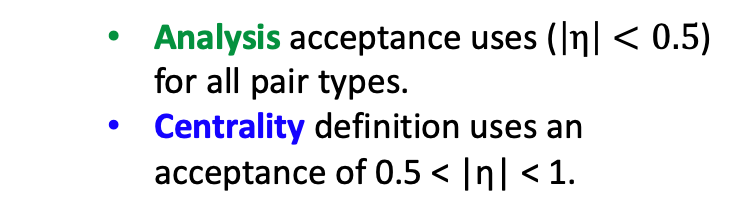 • Analysis acceptance uses (|η| < 0.5)
for all pair types.
• Centrality definition uses an
acceptance of 0.5 < |η| < 1.